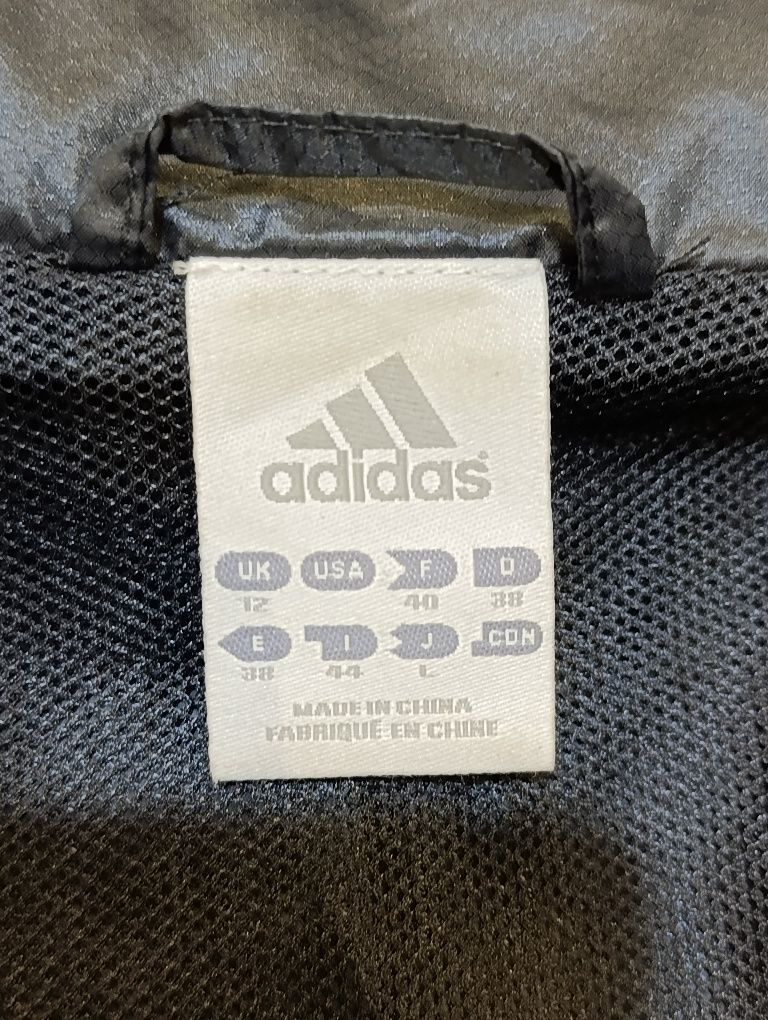 adidas®
UK USA F D
12 40 38
E I J CDN
38 44 L
MADE IN CHINA
FABRIQUÉ EN CHINE